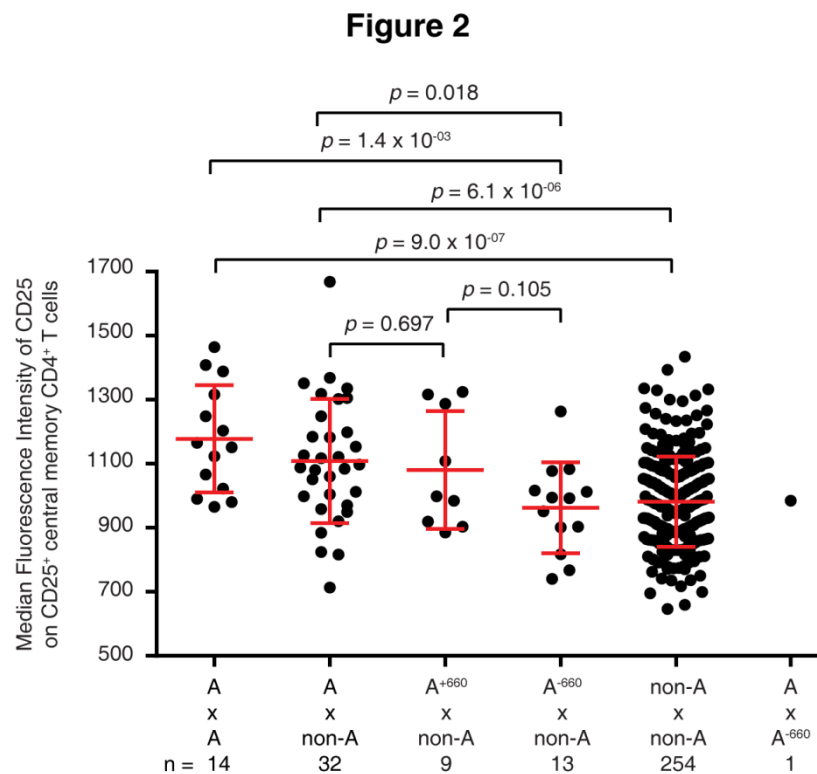 Figure 2
p = 0.018
p = 1.4 x 10⁻⁰³
p = 6.1 x 10⁻⁰⁶
p = 9.0 x 10⁻⁰⁷
p = 0.105
p = 0.697
Median Fluorescence Intensity of CD25
on CD25⁺ central memory CD4⁺ T cells
1700
1500
1300
1100
900
700
500
A A A⁺⁶⁶⁰ A⁻⁶⁶⁰ non-A A
x x x x x x
A non-A non-A non-A non-A A⁻⁶⁶⁰
n = 14 32 9 13 254 1